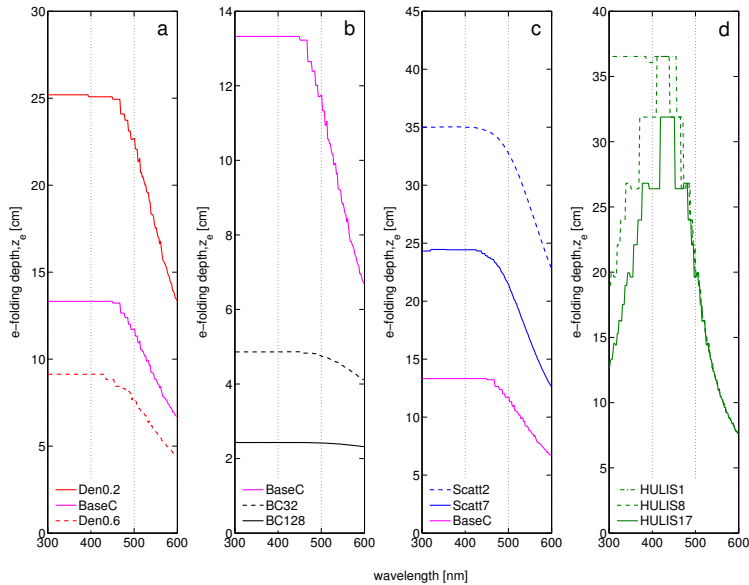 a
b
c
d
e−folding depth,z_e [cm]
30
25
20
15
10
5
0
Den0.2
BaseC
Den0.6
300 400 500 600
e−folding depth,z_e [cm]
14
12
10
8
6
4
2
0
BaseC
BC32
BC128
300 400 500 600
e−folding depth,z_e [cm]
45
40
35
30
25
20
15
10
5
0
Scatt2
Scatt7
BaseC
300 400 500 600
e−folding depth,z_e [cm]
40
35
30
25
20
15
10
5
0
HULIS1
HULIS8
HULIS17
300 400 500 600
wavelength [nm]